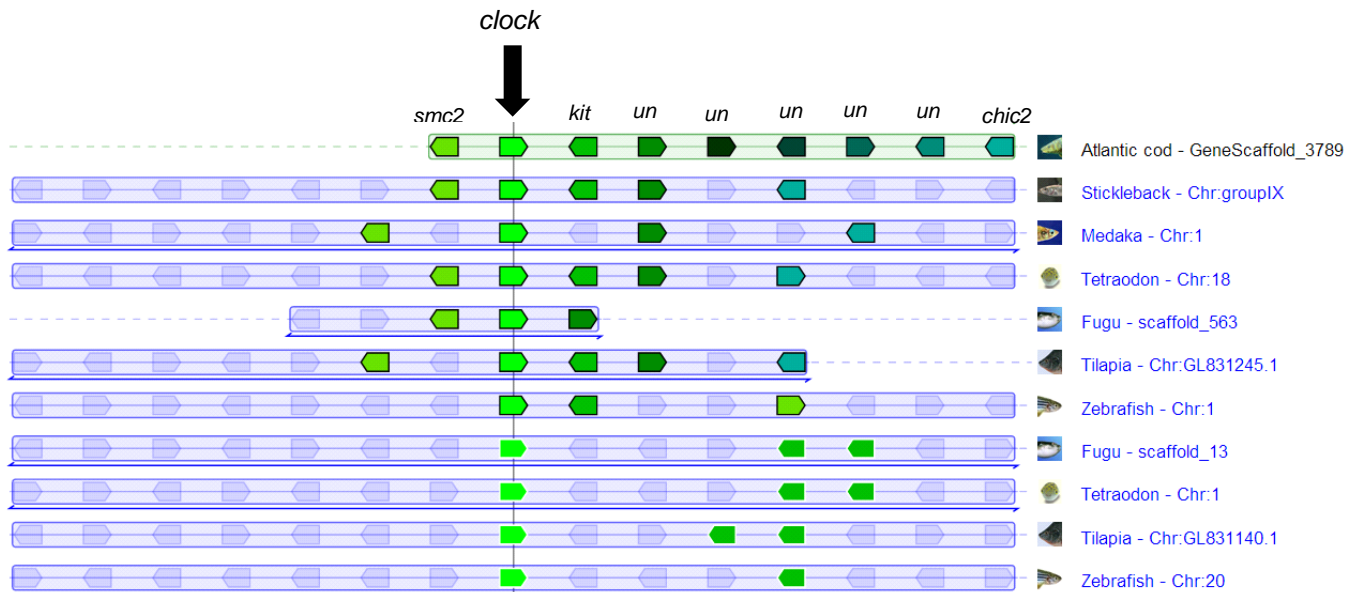 clock
smc2 kit un un un un un chic2
Atlantic cod - GeneScaffold_3789
Stickleback - Chr:groupIX
Medaka - Chr:1
Tetraodon - Chr:18
Fugu - scaffold_563
Tilapia - Chr:GL831245.1
Zebrafish - Chr:1
Fugu - scaffold_13
Tetraodon - Chr:1
Tilapia - Chr:GL831140.1
Zebrafish - Chr:20